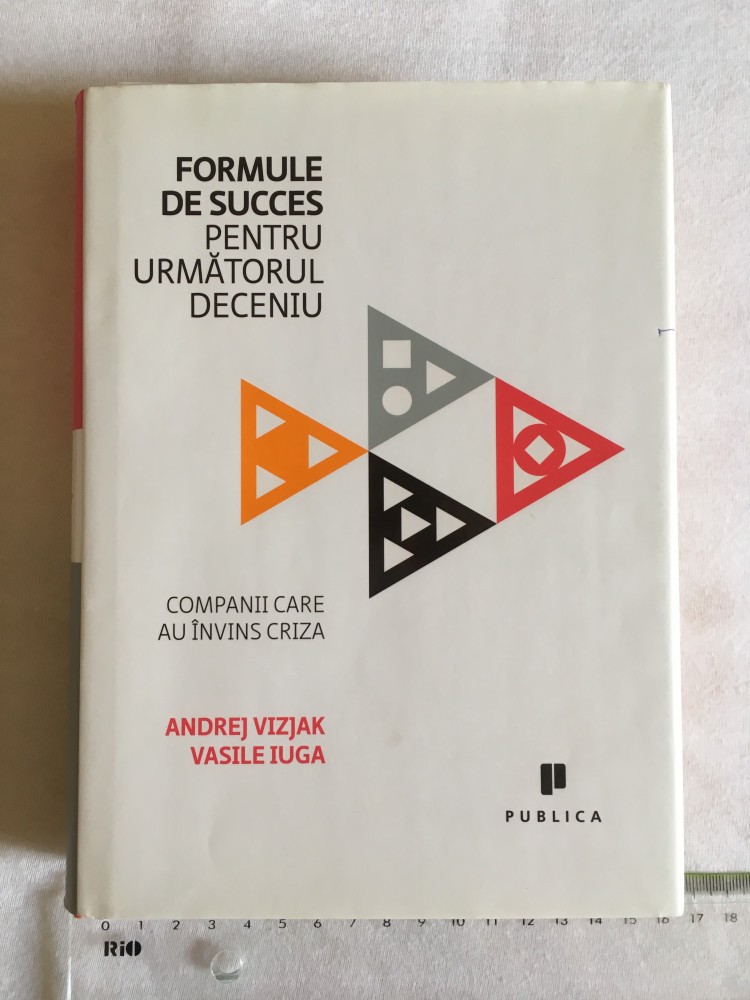 FORMULE
DE SUCCES
PENTRU
URMĂTORUL
DECENIU
COMPANII CARE
AU ÎNVINS CRIZA
ANDREJ VIZJAK
VASILE IUGA
PUBLICA
0 1 2 3 4 5 6 7 8 9 10 11 12 13 14 15 16 17 18
RiO